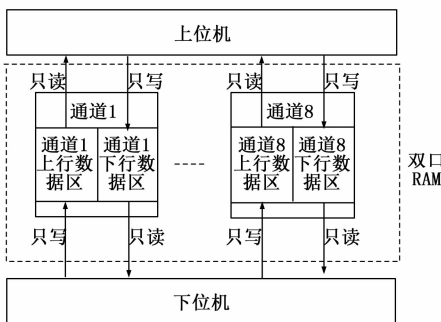 上位机
只读 只写 只读 只写
通道1 通道8
通道1 通道1 通道8 通道8
上行数 下行数 上行数 下行数
据区 据区 据区 据区
双口
RAM
只写 只读 只写 只读
下位机